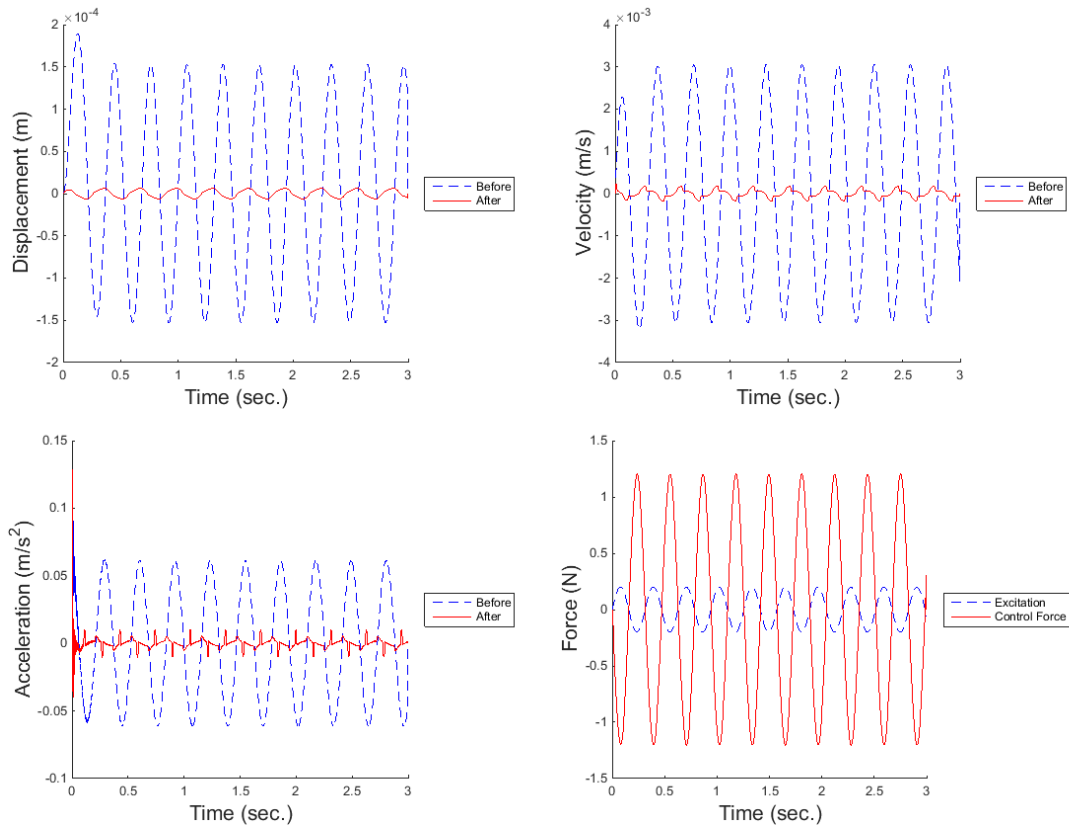 ×10⁻⁴
2
1.5
1
0.5
0
-0.5
-1
-1.5
-2
0 0.5 1 1.5 2 2.5 3
Displacement (m)
Time (sec.)
Before
After
×10⁻³
4
3
2
1
0
-1
-2
-3
-4
0 0.5 1 1.5 2 2.5 3
Velocity (m/s)
Time (sec.)
Before
After
0.15
0.1
0.05
0
-0.05
-0.1
0 0.5 1 1.5 2 2.5 3
Acceleration (m/s²)
Time (sec.)
Before
After
1.5
1
0.5
0
-0.5
-1
-1.5
0 0.5 1 1.5 2 2.5 3
Force (N)
Time (sec.)
Excitation
Control Force